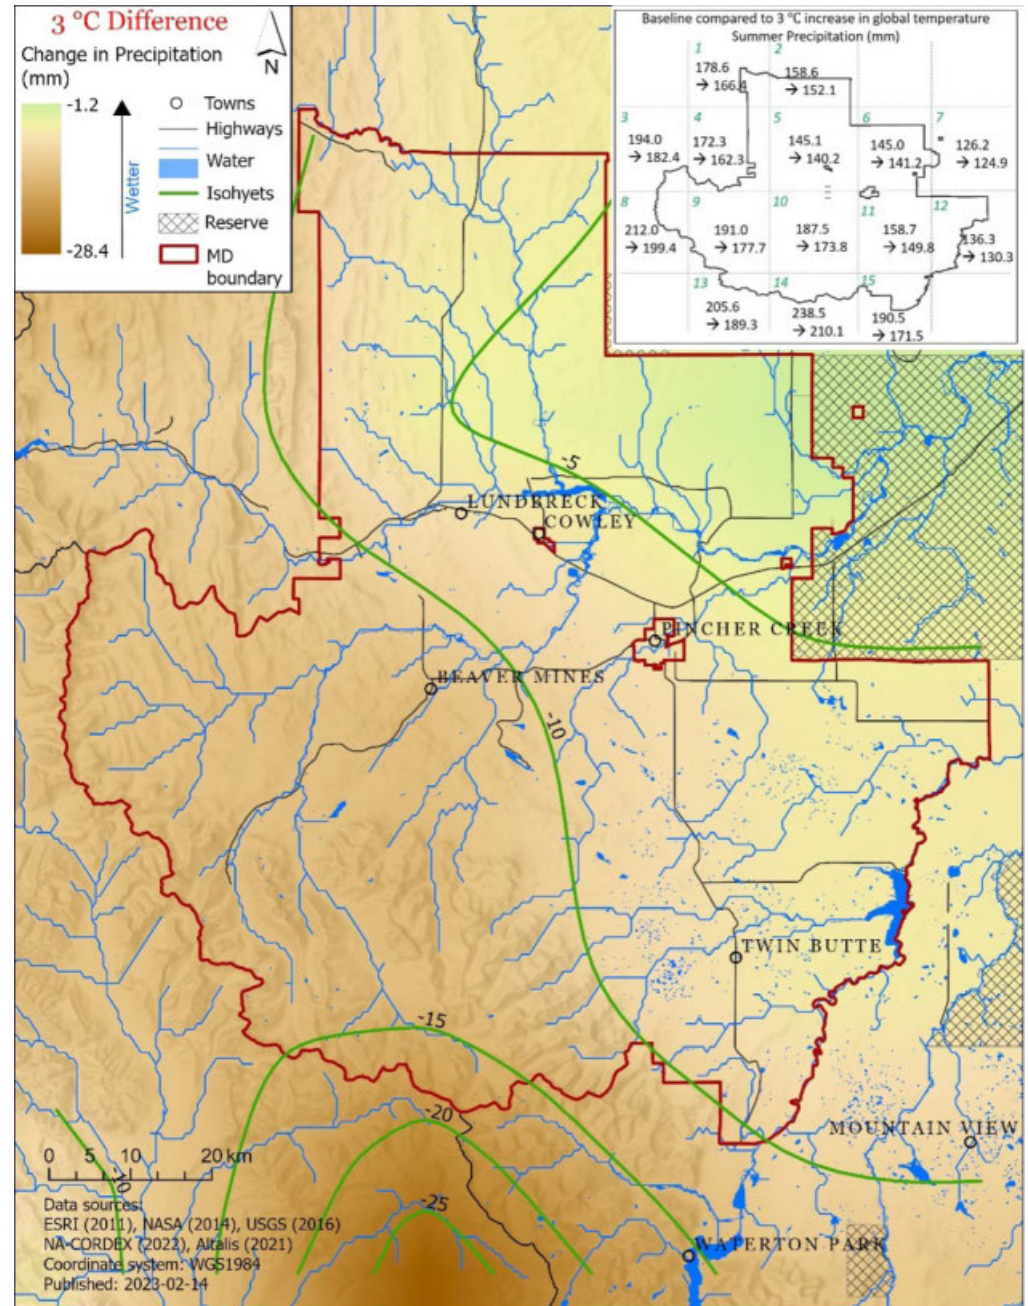 3 °C Difference
Change in Precipitation
(mm)
-1.2
-28.4
Wetter
N
Towns
Highways
Water
Isohyets
Reserve
MD
boundary
Baseline compared to 3 °C increase in global temperature
Summer Precipitation (mm)
1
178.6
→ 166.4
2
158.6
→ 152.1
3
194.0
→ 182.4
4
172.3
→ 162.3
5
145.1
→ 140.2
6
145.0
→ 141.2
7
126.2
→ 124.9
8
212.0
→ 199.4
9
191.0
→ 177.7
10
187.5
→ 173.8
11
158.7
→ 149.8
12
136.3
→ 130.3
13
205.6
→ 189.3
14
238.5
→ 210.1
15
190.5
→ 171.5
-5
LUNDBRECK
COWLEY
PINCHER CREEK
BEAVER MINES
-10
TWIN BUTTE
-15
-20
MOUNTAIN VIEW
-25
WATERTON PARK
-10
0 5 10 20 km
Data sources:
ESRI (2011), NASA (2014), USGS (2016)
NA-CORDEX (2022), Altalis (2021)
Coordinate system: WGS1984
Published: 2023-02-14